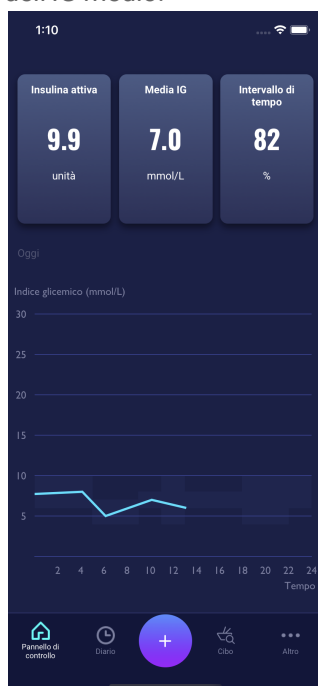 dell'IG medio.
1:10
Insulina attiva
9.9
unità
Media IG
7.0
mmol/L
Intervallo di
tempo
82
%
Oggi
Indice glicemico (mmol/L)
30
25
20
15
10
5
2 4 6 8 10 12 14 16 18 20 22 24
Tempo
Pannello di
controllo
Diario
+
Cibo
Altro